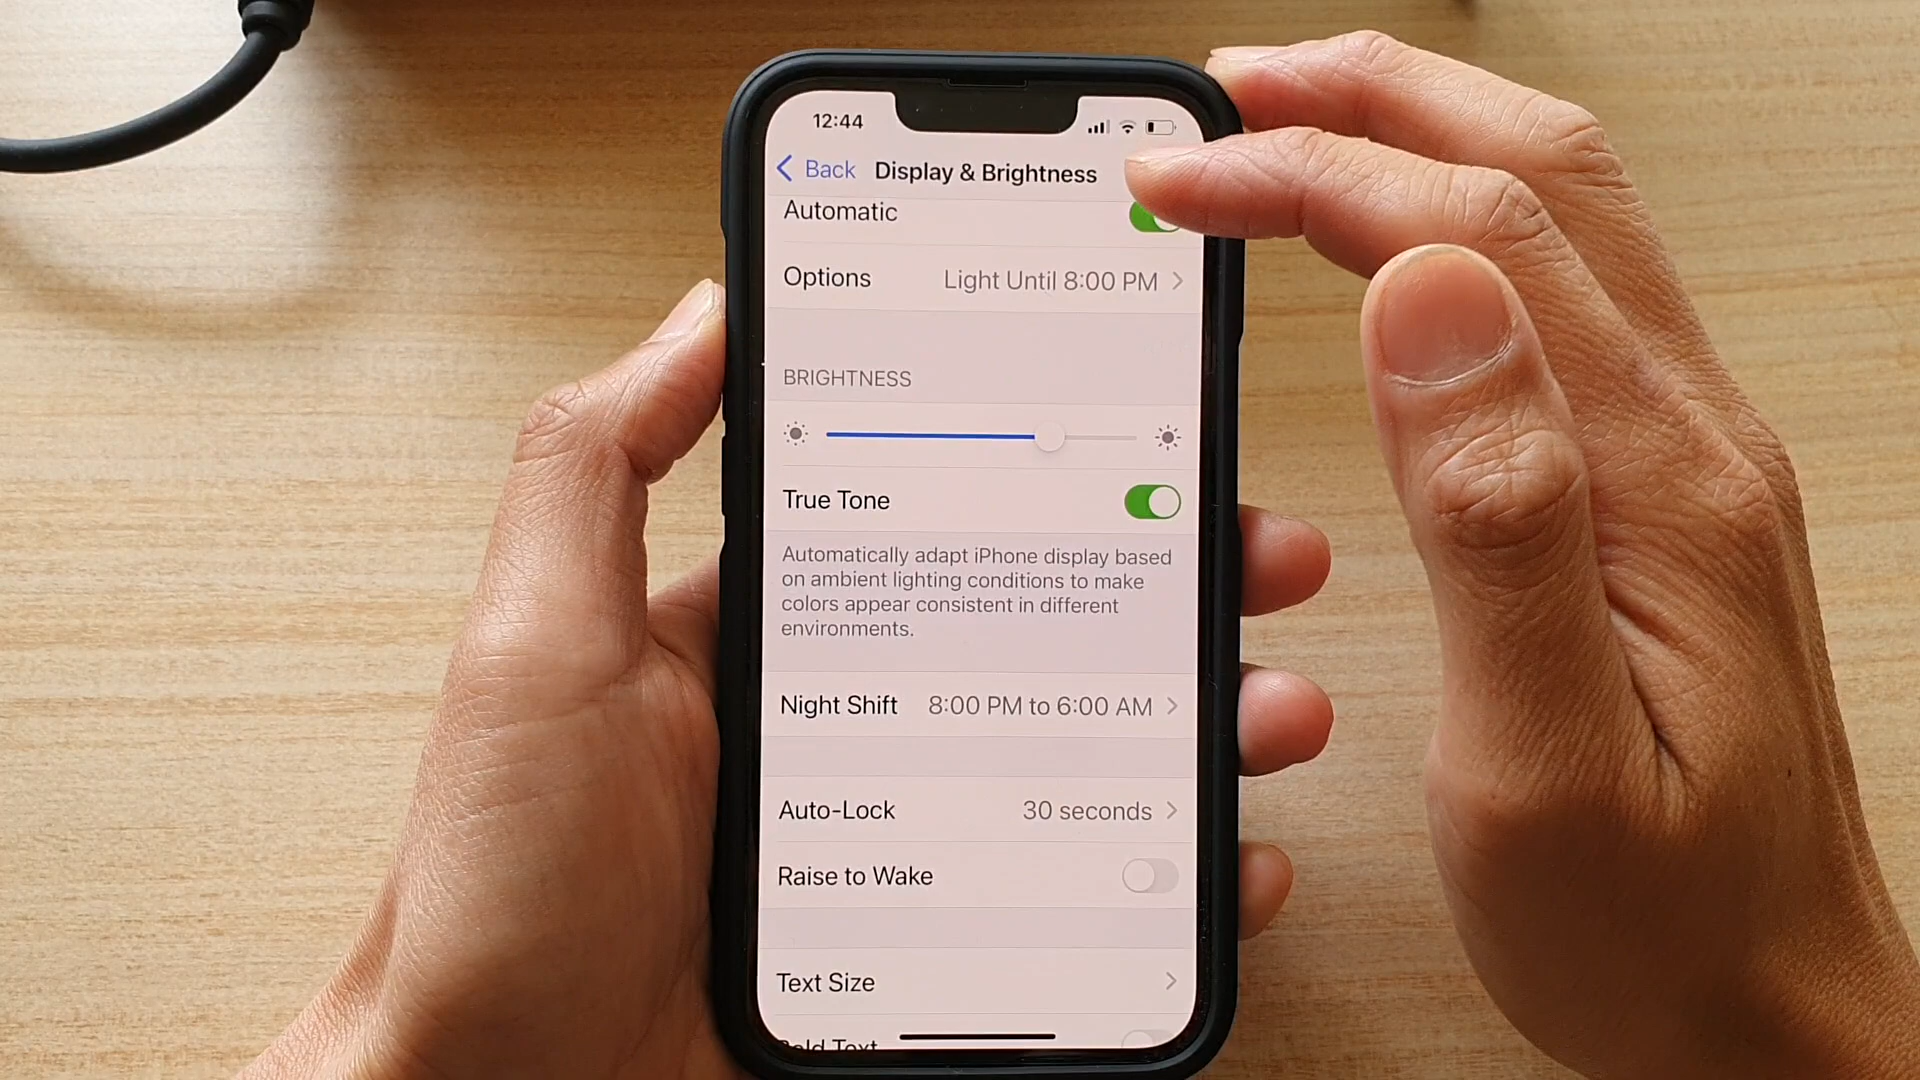 12:44
Back Display & Brightness
Automatic
Options Light Until 8:00 PM
BRIGHTNESS
True Tone
Automatically adapt iPhone display based
on ambient lighting conditions to make
colors appear consistent in different
environments.
Night Shift 8:00 PM to 6:00 AM
Auto-Lock 30 seconds
Raise to Wake
Text Size
Bold Text